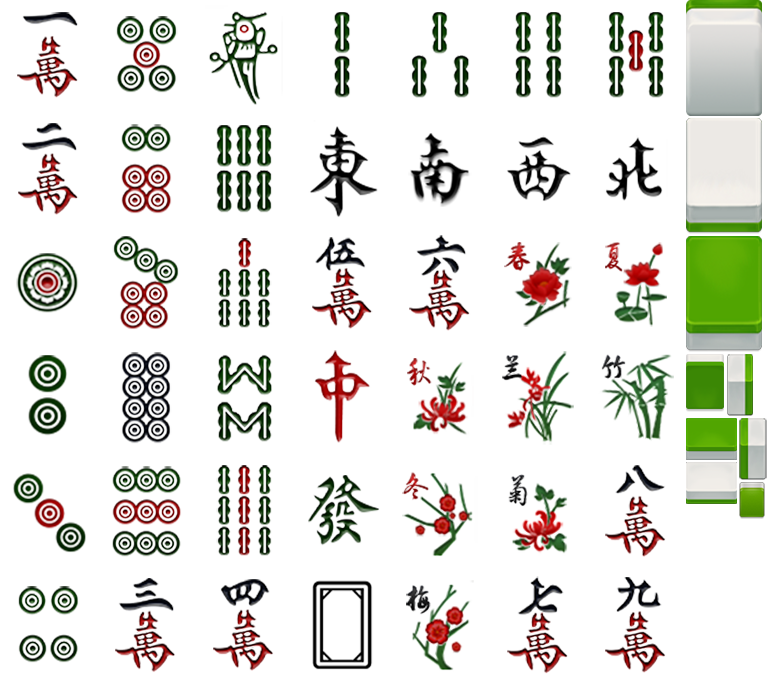 一萬
二萬 東 南 西 北
伍萬 六萬 春 夏
中 秋 兰 竹
發 冬 菊 八萬
三萬 四萬 梅 七萬 九萬